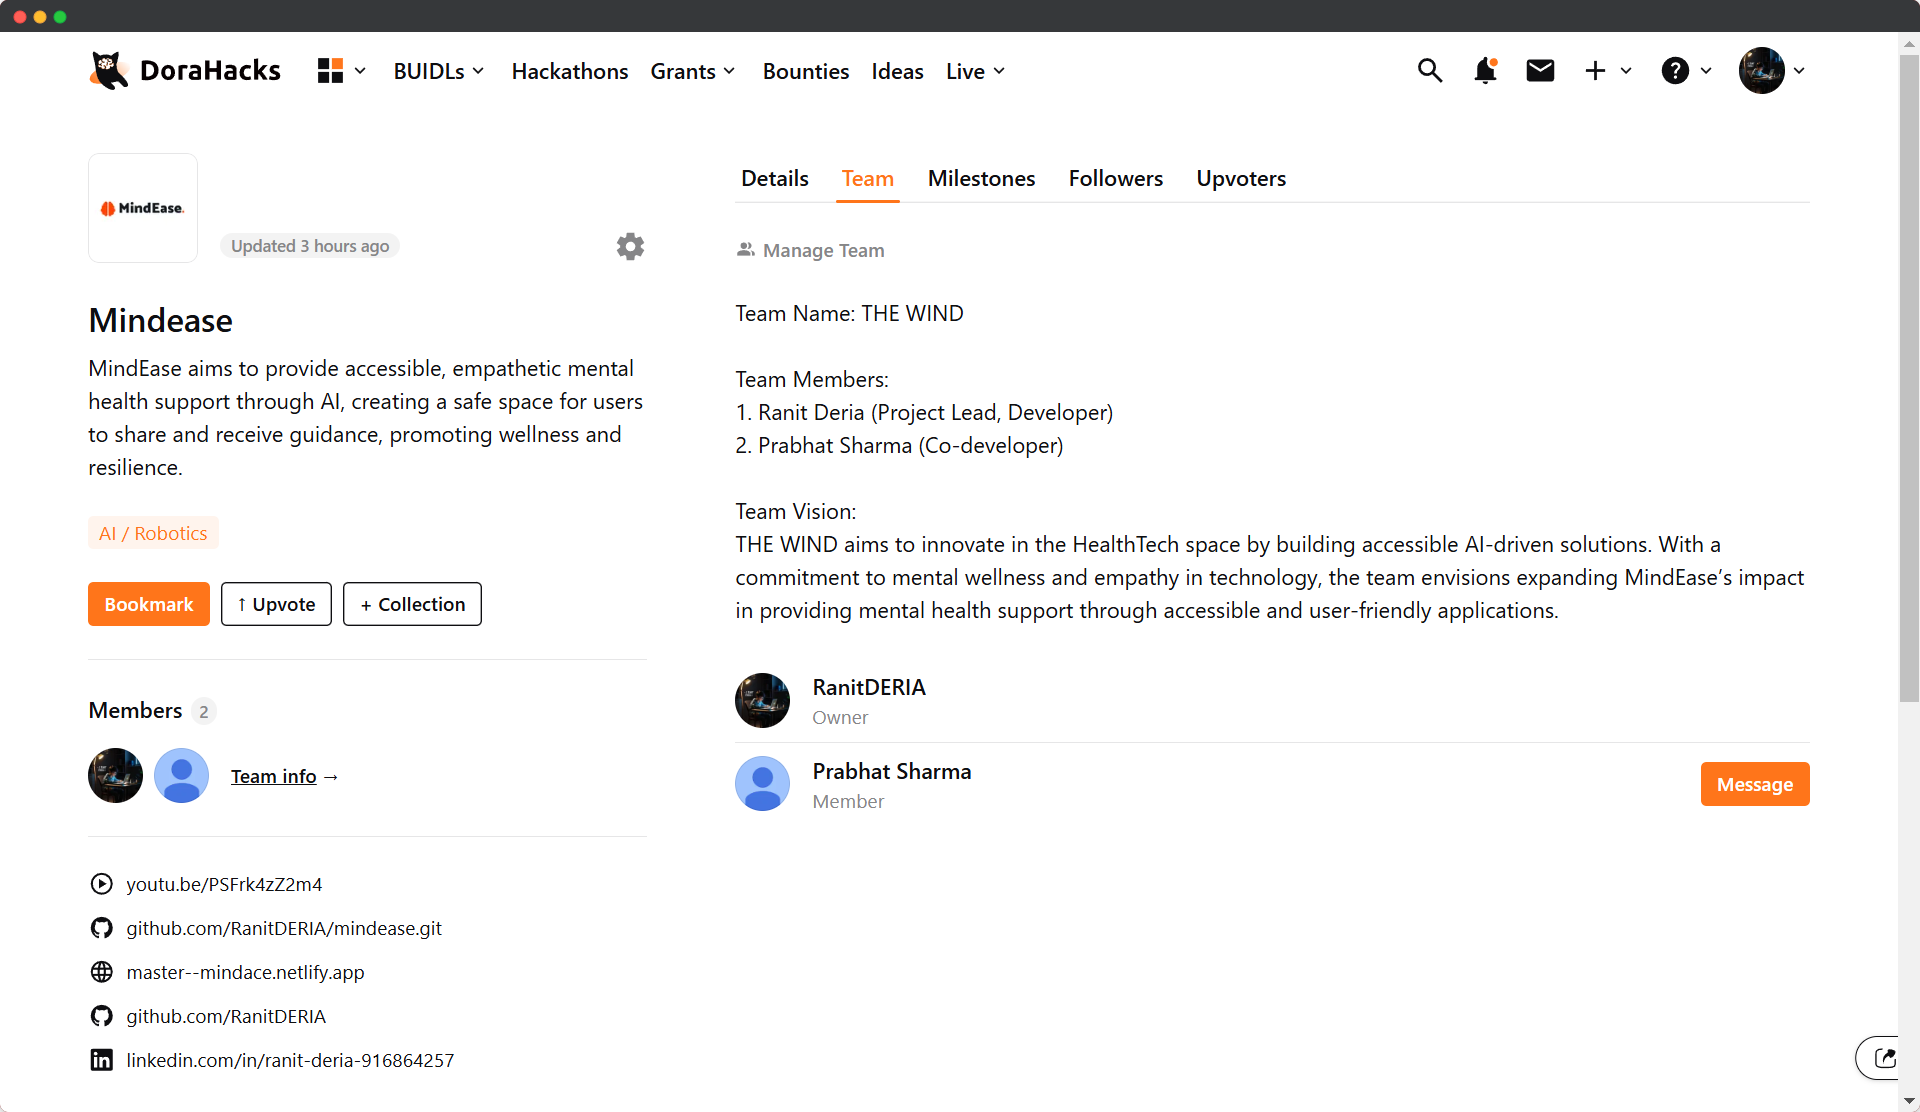 DoraHacks BUIDLs Hackathons Grants Bounties Ideas Live
MindEase.
Updated 3 hours ago
Mindease
MindEase aims to provide accessible, empathetic mental
health support through AI, creating a safe space for users
to share and receive guidance, promoting wellness and
resilience.
AI / Robotics
Bookmark ↑ Upvote + Collection
Members 2
Team info →
youtu.be/PSFrk4zZ2m4
github.com/RanitDERIA/mindease.git
master--mindace.netlify.app
github.com/RanitDERIA
linkedin.com/in/ranit-deria-916864257
Details Team Milestones Followers Upvoters
Manage Team
Team Name: THE WIND
Team Members:
1. Ranit Deria (Project Lead, Developer)
2. Prabhat Sharma (Co-developer)
Team Vision:
THE WIND aims to innovate in the HealthTech space by building accessible AI-driven solutions. With a
commitment to mental wellness and empathy in technology, the team envisions expanding MindEase’s impact
in providing mental health support through accessible and user-friendly applications.
RanitDERIA
Owner
Prabhat Sharma
Member
Message